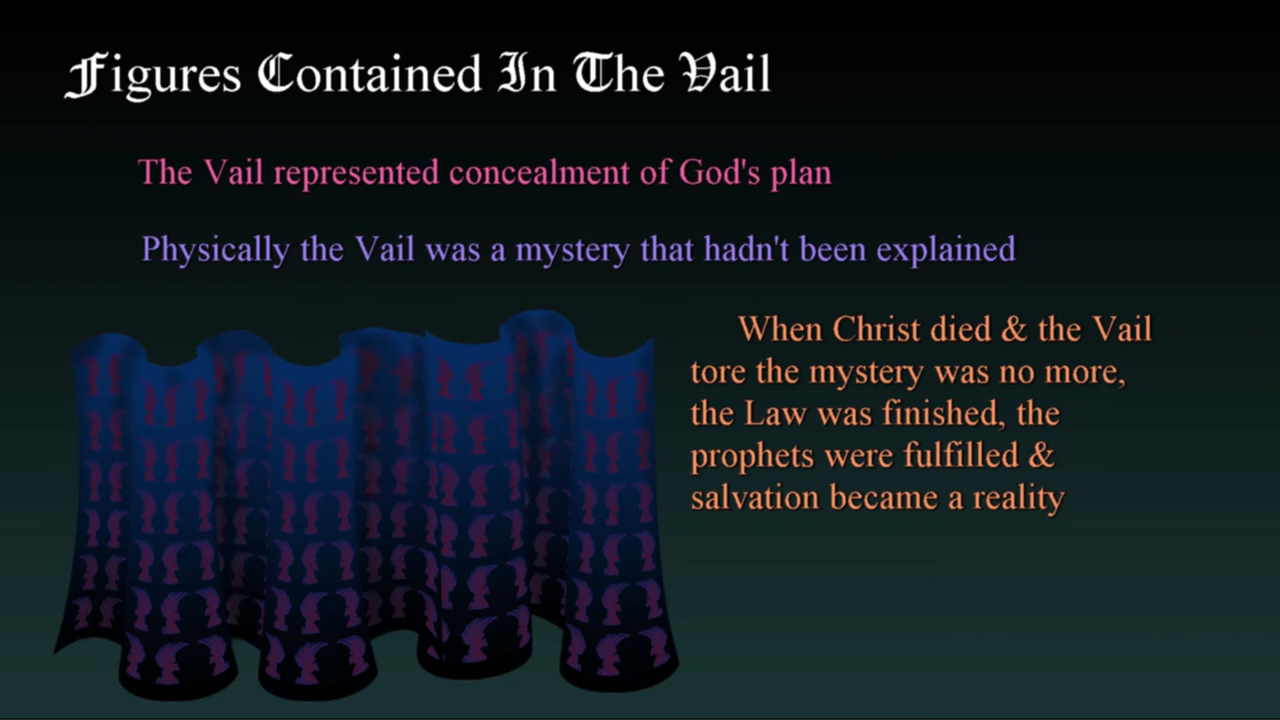 Figures Contained In The Vail
The Vail represented concealment of God's plan
Physically the Vail was a mystery that hadn't been explained
When Christ died & the Vail
tore the mystery was no more,
the Law was finished, the
prophets were fulfilled &
salvation became a reality